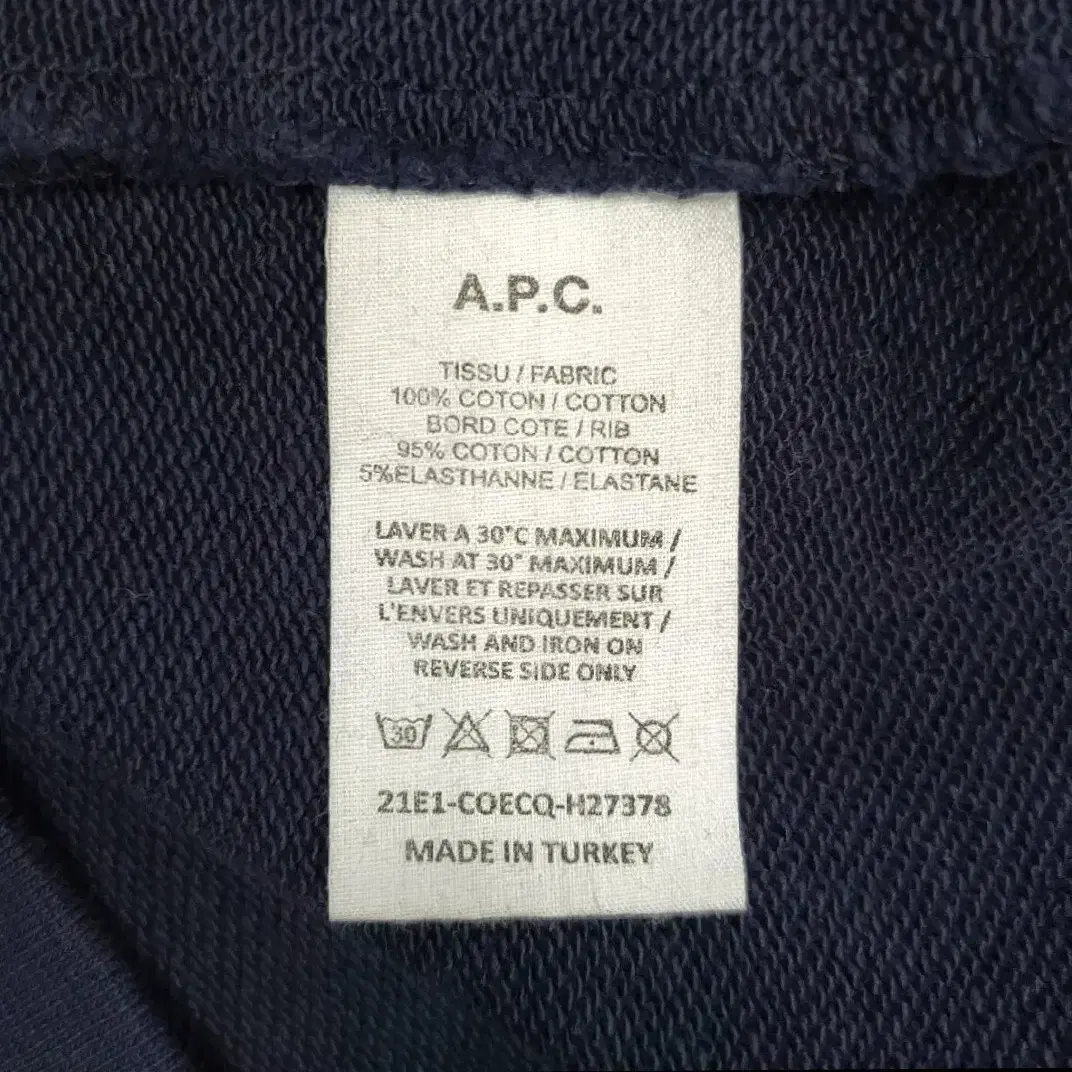 A.P.C.
TISSU / FABRIC
100% COTON / COTTON
BORD COTE / RIB
95% COTON / COTTON
5%ELASTHANNE / ELASTANE
LAVER A 30°C MAXIMUM /
WASH AT 30° MAXIMUM /
LAVER ET REPASSER SUR
L'ENVERS UNIQUEMENT /
WASH AND IRON ON
REVERSE SIDE ONLY
30
21E1-COECQ-H27378
MADE IN TURKEY